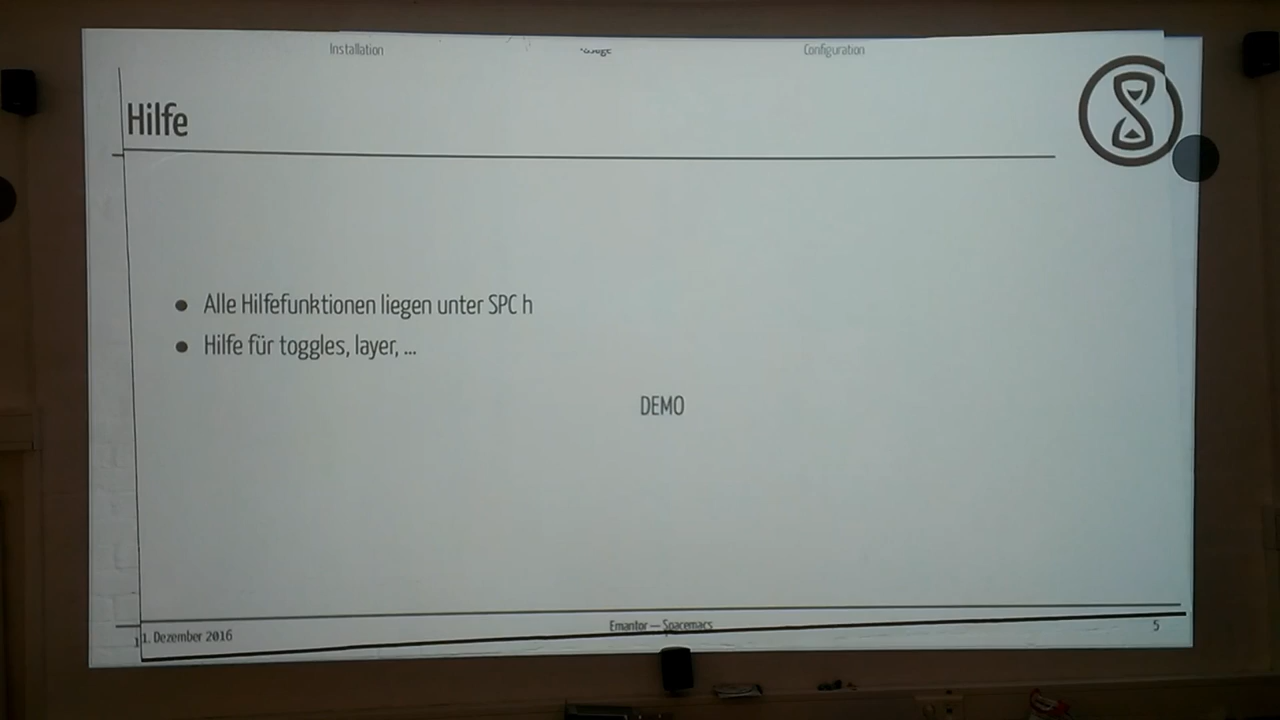 Installation
Configuration
Hilfe
Alle Hilfefunktionen liegen unter SPC h
Hilfe für toggles, layer, ...
DEMO
1. Dezember 2016
Emantor — Spacemacs
5